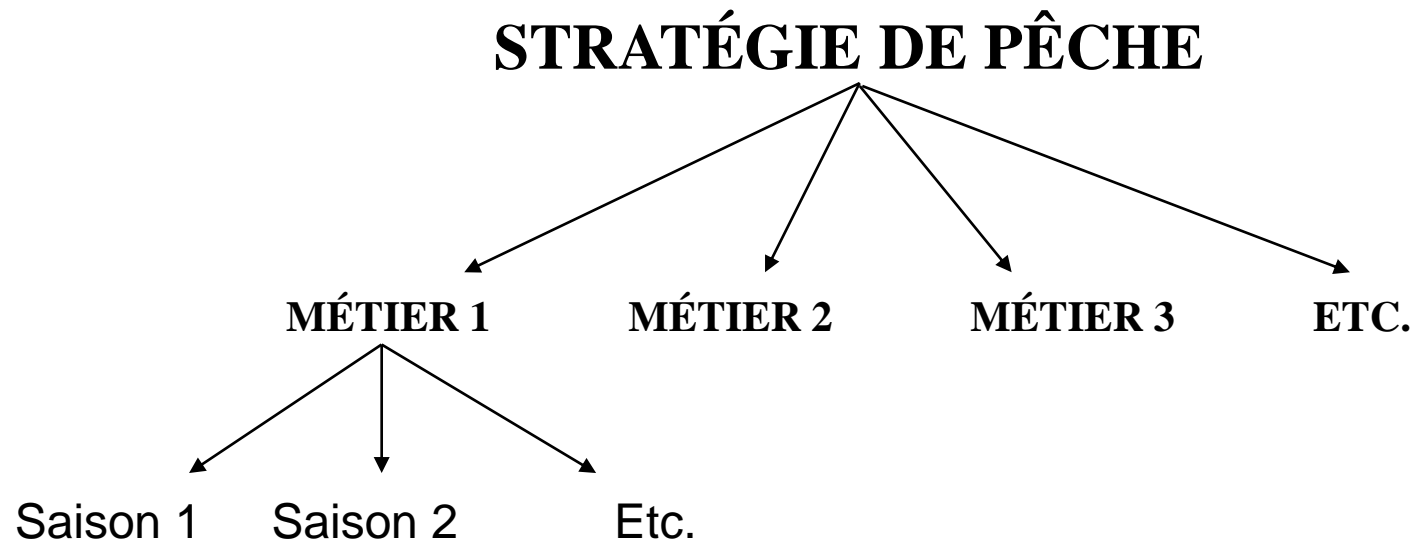 STRATÉGIE DE PÊCHE
MÉTIER 1 MÉTIER 2 MÉTIER 3 ETC.
Saison 1 Saison 2 Etc.